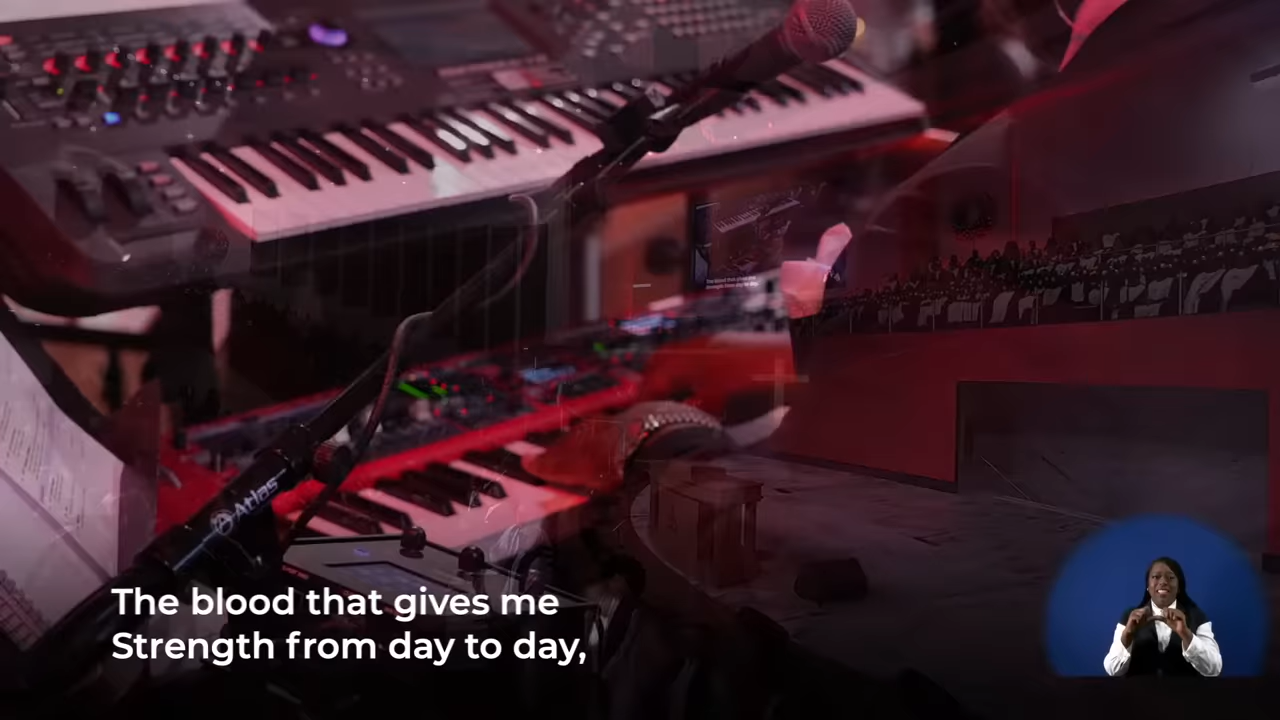 Atlas
The blood that gives me
Strength from day to day,